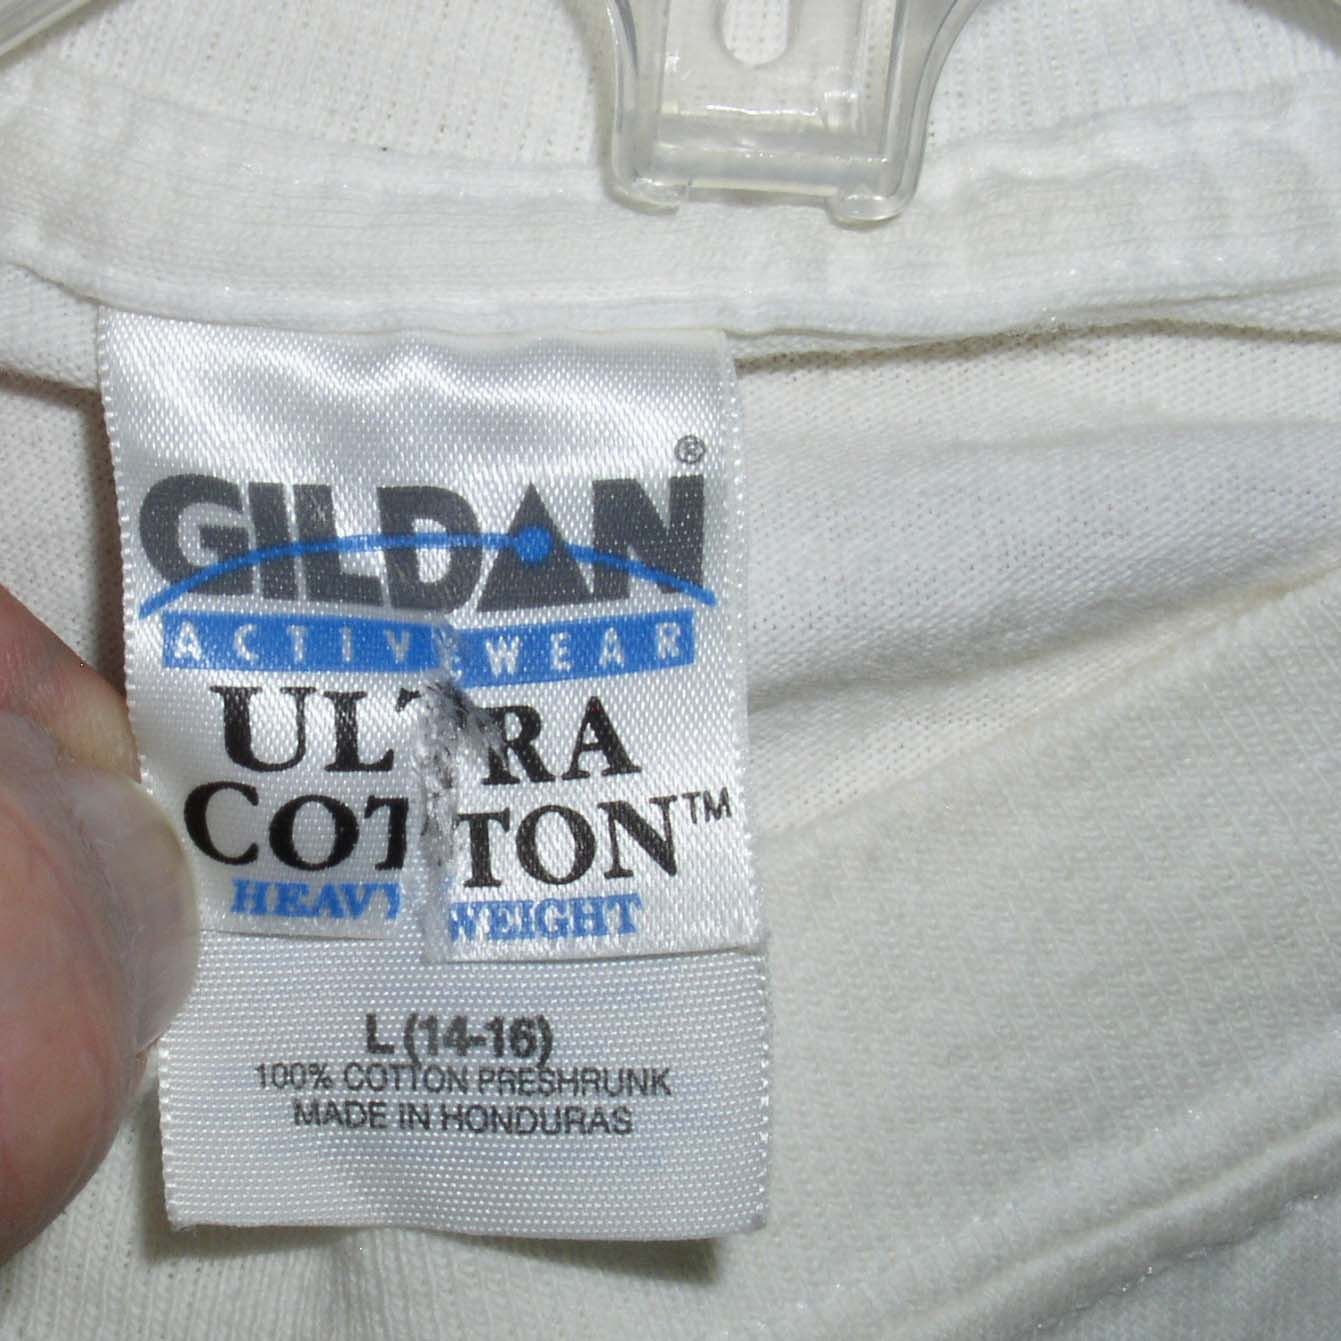 GILDAN®
ACTIVEWEAR
ULTRA
COTTON™
HEAVYWEIGHT
L (14-16)
100% COTTON PRESHRUNK
MADE IN HONDURAS